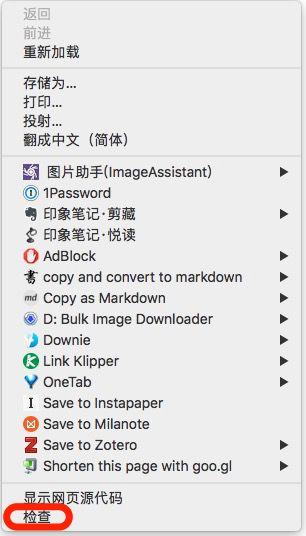 返回
前进
重新加载
存储为...
打印...
投射...
翻成中文（简体）
图片助手(ImageAssistant)
1Password
印象笔记·剪藏
印象笔记·悦读
AdBlock
書 copy and convert to markdown
md Copy as Markdown
D: Bulk Image Downloader
Downie
Link Klipper
OneTab
I Save to Instapaper
Save to Milanote
Z Save to Zotero
Shorten this page with goo.gl
显示网页源代码
检查